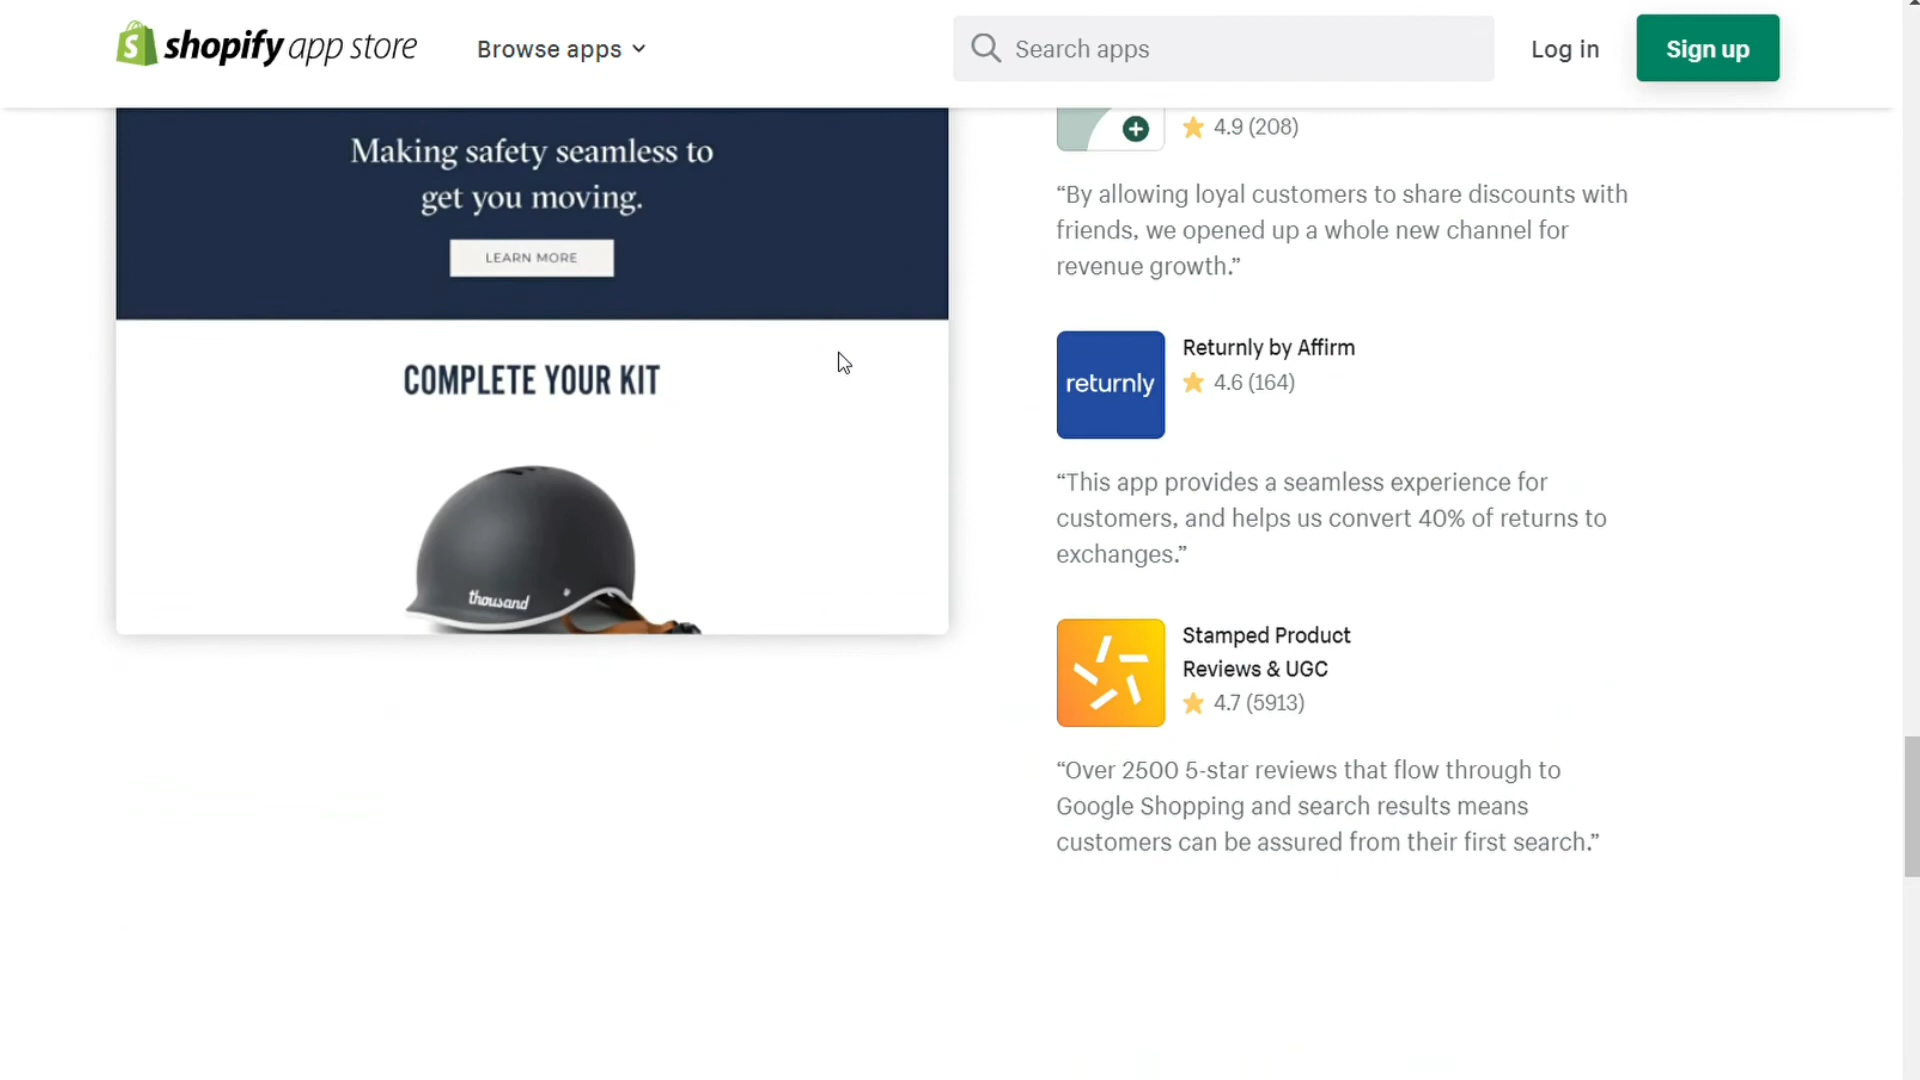 shopify app store
Browse apps
Search apps
Log in
Sign up
Making safety seamless to
get you moving.
LEARN MORE
COMPLETE YOUR KIT
thousand
4.9 (208)
“By allowing loyal customers to share discounts with
friends, we opened up a whole new channel for
revenue growth.”
returnly
Returnly by Affirm
4.6 (164)
“This app provides a seamless experience for
customers, and helps us convert 40% of returns to
exchanges.”
Stamped Product
Reviews & UGC
4.7 (5913)
“Over 2500 5-star reviews that flow through to
Google Shopping and search results means
customers can be assured from their first search.”